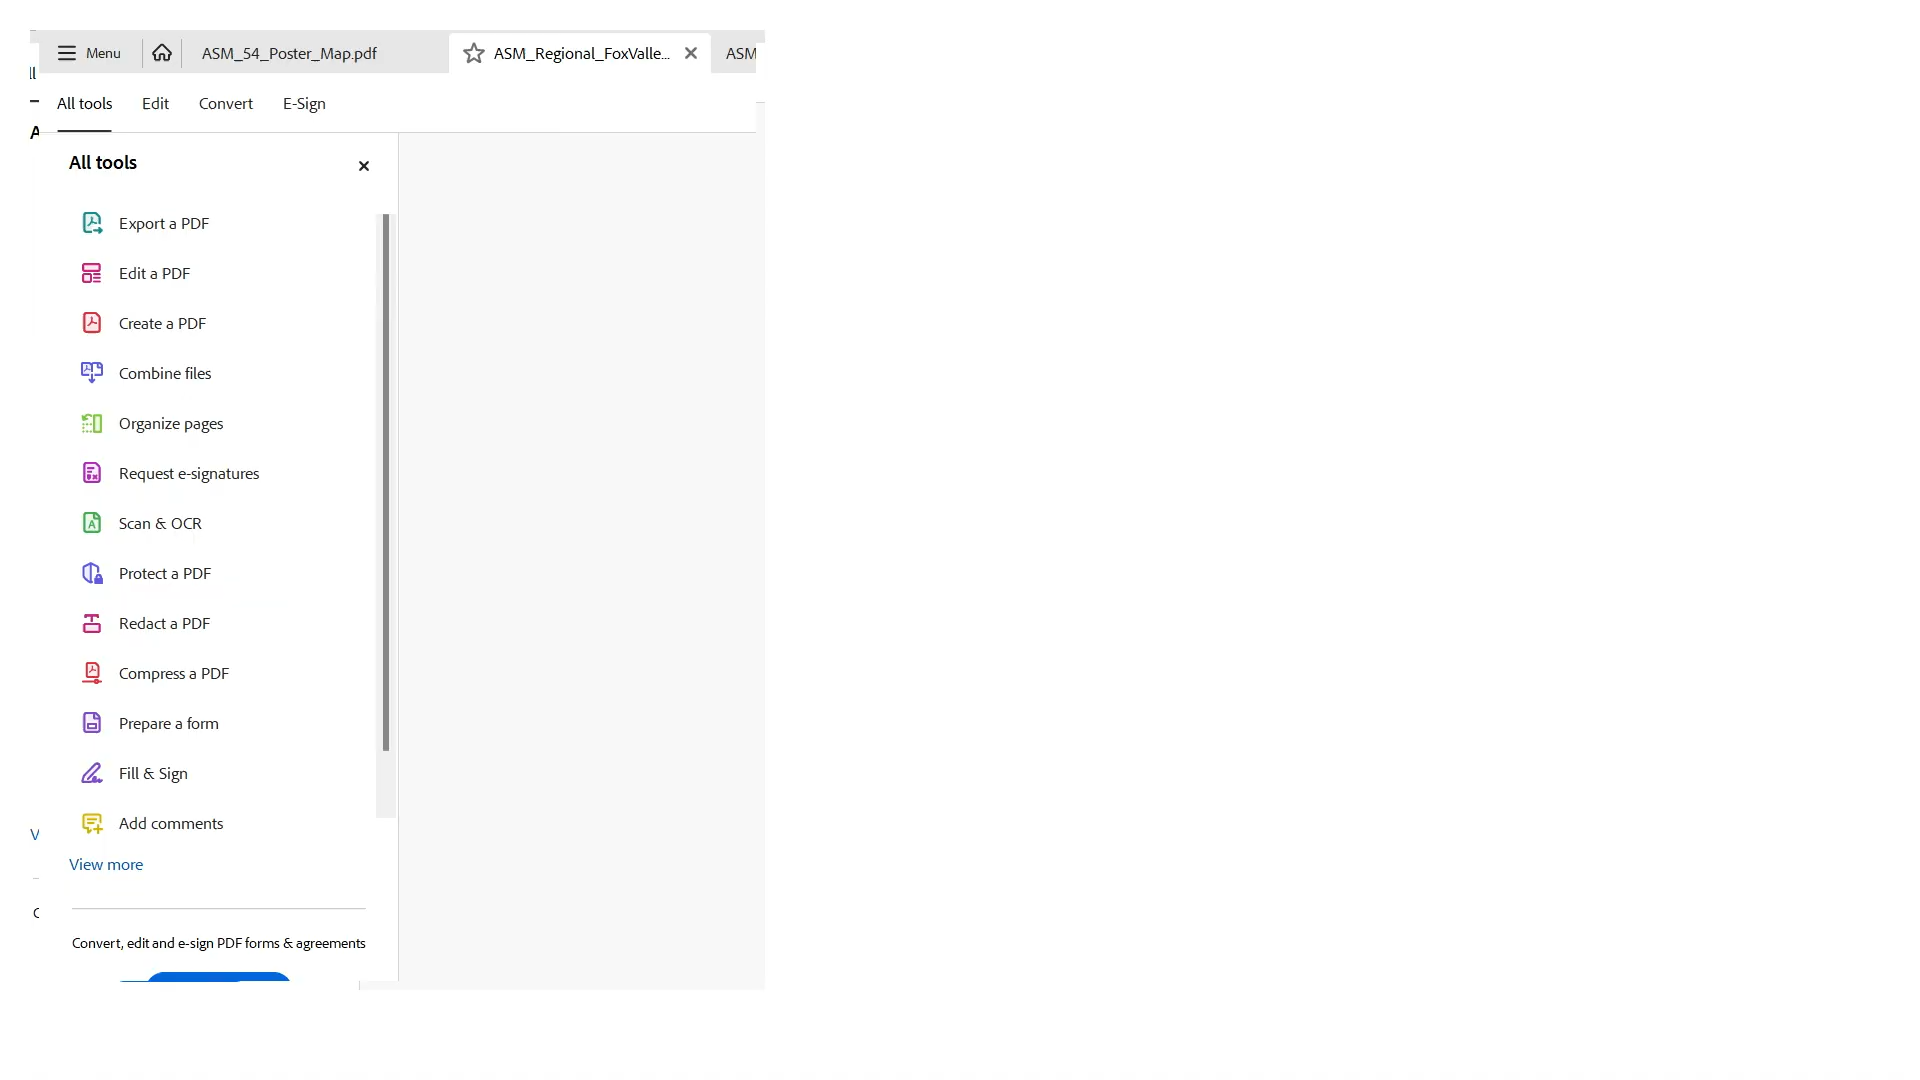 Menu
ASM_54_Poster_Map.pdf
ASM_Regional_FoxValle...
ASM
All tools
Edit
Convert
E-Sign
All tools
Export a PDF
Edit a PDF
Create a PDF
Combine files
Organize pages
Request e-signatures
Scan & OCR
Protect a PDF
Redact a PDF
Compress a PDF
Prepare a form
Fill & Sign
Add comments
View more
Convert, edit and e-sign PDF forms & agreements